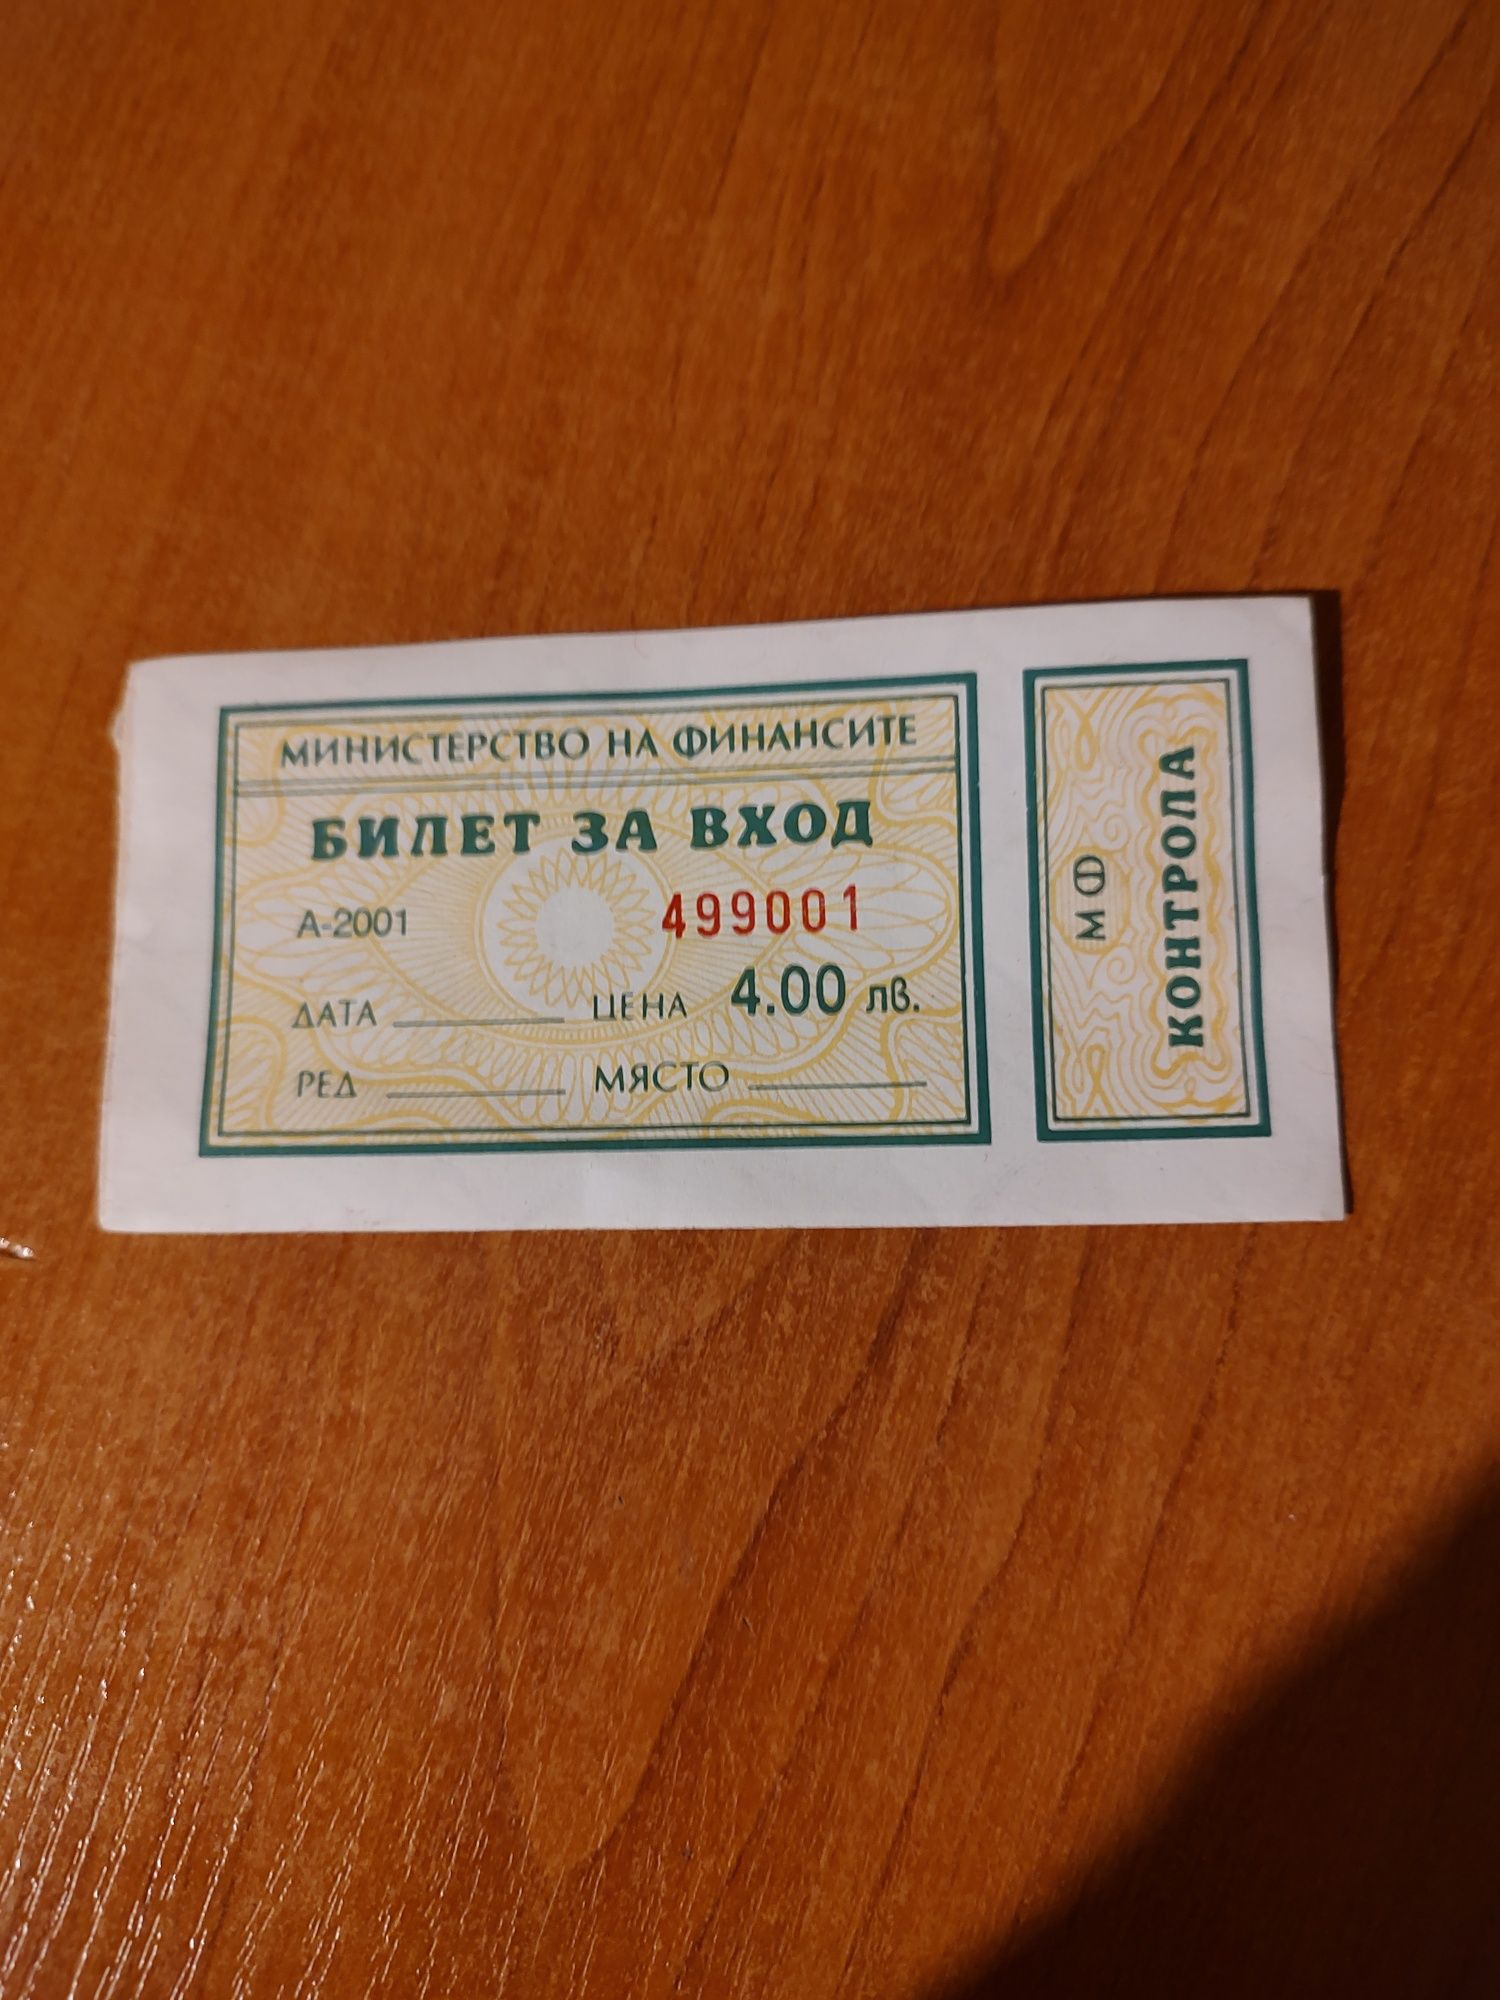 МИНИСТЕРСТВО НА ФИНАНСИТЕ
БИЛЕТ ЗА ВХОД
А-2001 499001
ДАТА ЦЕНА 4.00 лв.
РЕД МЯСТО
МФ
КОНТРОЛА